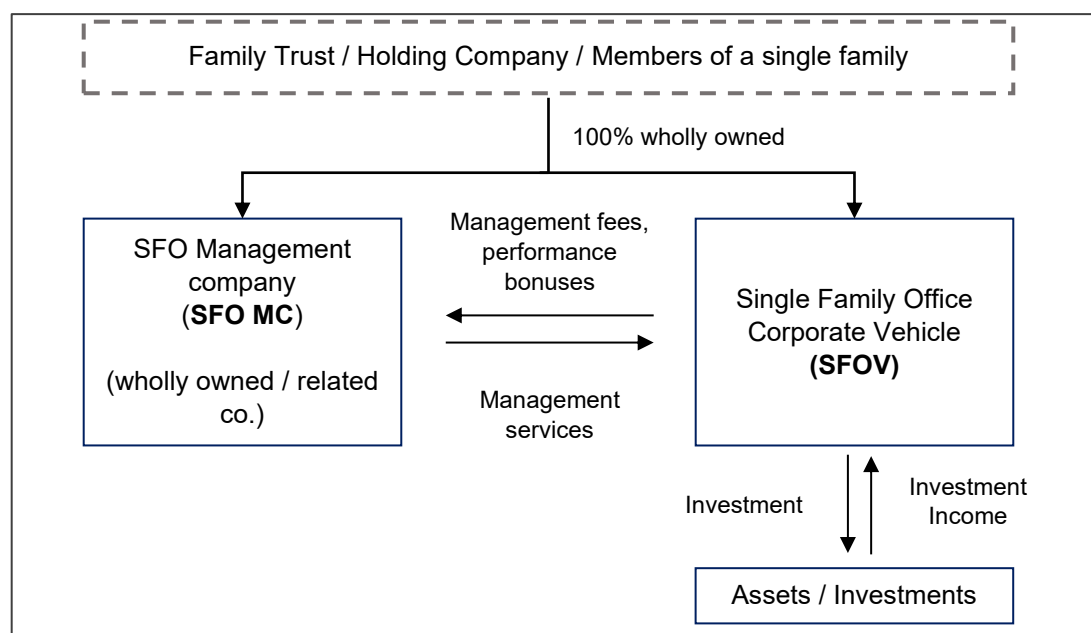 Family Trust / Holding Company / Members of a single family
100% wholly owned
SFO Management
company
(SFO MC)
(wholly owned / related
co.)
Management fees,
performance
bonuses
Management
services
Single Family Office
Corporate Vehicle
(SFOV)
Investment
Investment
Income
Assets / Investments